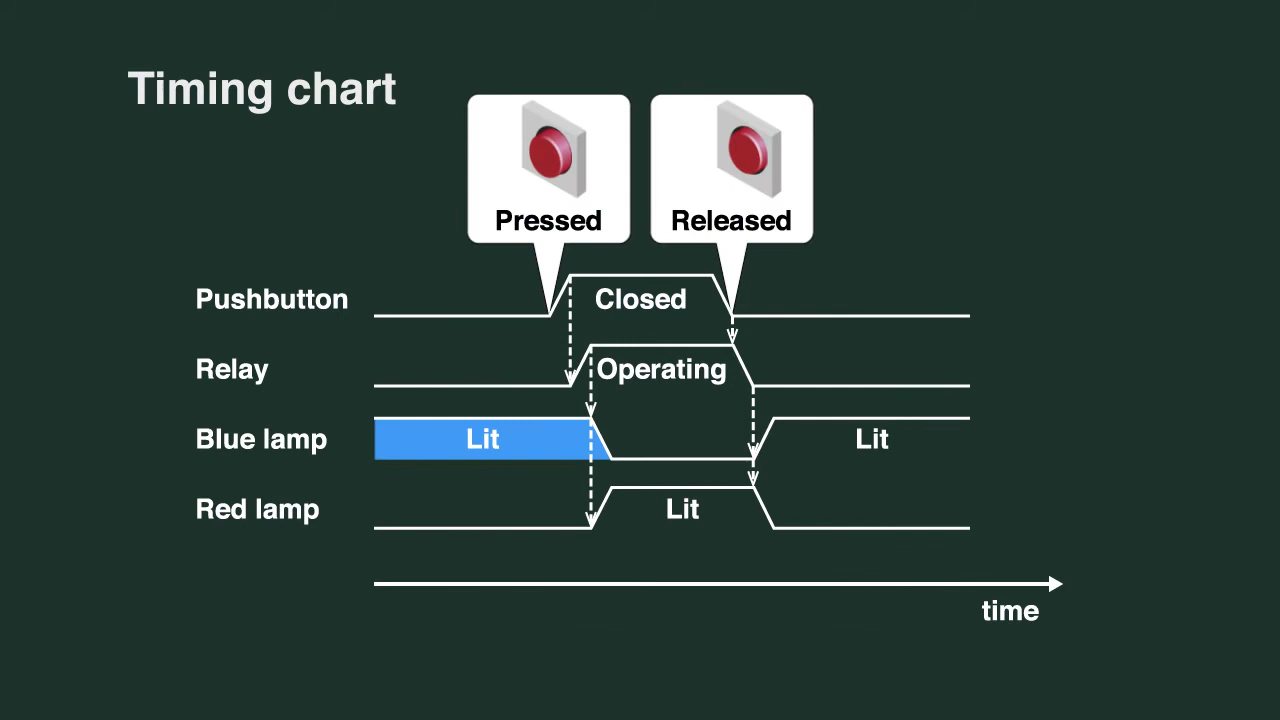 Timing chart
Pressed
Released
Pushbutton
Closed
Relay
Operating
Blue lamp
Lit
Lit
Red lamp
Lit
time